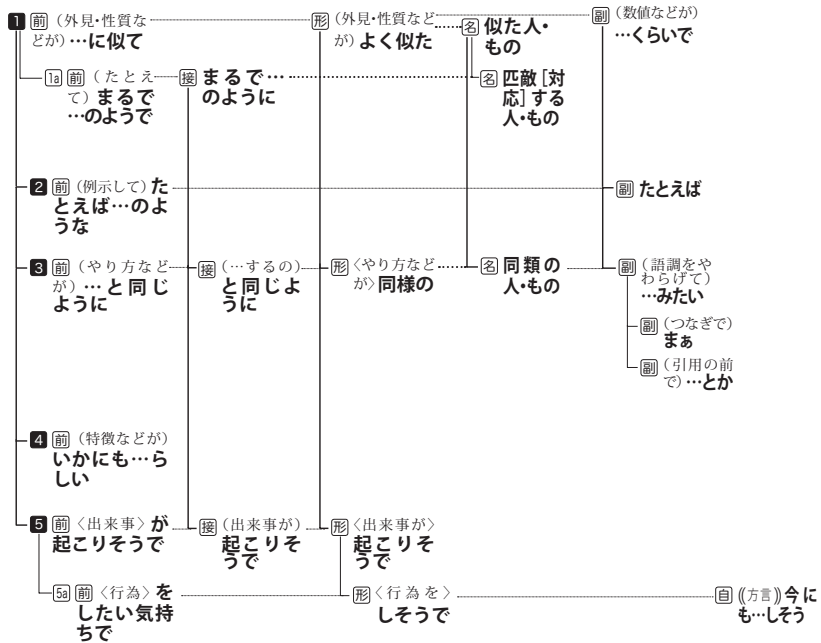 1 前 (外見・性質な
どが) …に似て
形 (外見・性質など
が) よく似た
名 似た人・
もの
副 (数値などが)
…くらいで
1a 前 (たとえ
て) まるで
…のようで
接 まるで…
のように
名 匹敵[対
応]する
人・もの
2 前 (例示して) た
とえば…のよ
うな
副 たとえば
3 前 (やり方など
が) …と同じ
ように
接 (…するの)
と同じよ
うに
形 〈やり方など
が〉同様の
名 同類の
人・もの
副 (語調をや
わらげて)
…みたい
副 (つなぎで)
まぁ
副 (引用の前
で) …とか
4 前 (特徴などが)
いかにも…ら
しい
5 前 〈出来事〉が
起こりそうで
接 (出来事が)
起こりそ
うで
形 〈出来事が〉
起こりそ
うで
5a 前 〈行為〉を
したい気持
ちで
形 〈行為を〉
しそうで
自 ((方言)) 今に
も…しそう